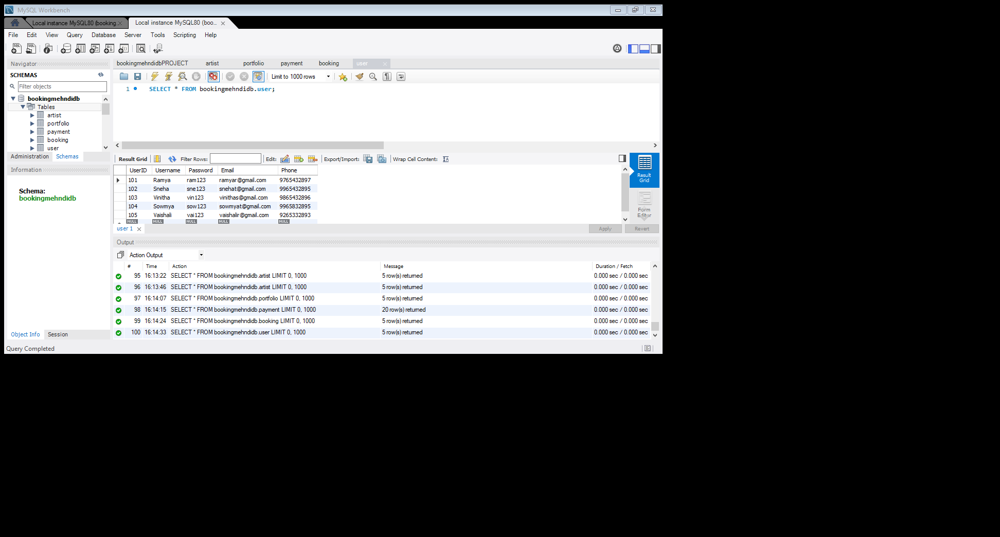 MySQL Workbench
Local instance MySQL80 (booking... Local instance MySQL80 (boo...
File Edit View Query Database Server Tools Scripting Help
Navigator
SCHEMAS
Filter objects
bookingmehndidb
Tables
artist
portfolio
payment
booking
user
Administration Schemas
Information
Schema:
bookingmehndidb
Object Info Session
bookingmehndidbPROJECT artist portfolio payment booking user
Limit to 1000 rows
1 SELECT * FROM bookingmehndidb.user;
Result Grid Filter Rows: Edit: Export/Import: Wrap Cell Content:
UserID Username Password Email Phone
101 Ramya ram123 ramyar@gmail.com 9765432897
102 Sneha sne123 snehat@gmail.com 9965432895
103 Vinitha vin123 vinithas@gmail.com 9865432896
104 Sowmya sow123 sowmyat@gmail.com 9965832895
105 Vaishali vai123 vaishalir@gmail.com 9265332893
NULL NULL NULL NULL NULL
Result
Grid
Form
Editor
user 1
Apply Revert
Output
Action Output
# Time Action Message Duration / Fetch
95 16:13:22 SELECT * FROM bookingmehndidb.artist LIMIT 0, 1000 5 row(s) returned 0.000 sec / 0.000 sec
96 16:13:46 SELECT * FROM bookingmehndidb.artist LIMIT 0, 1000 5 row(s) returned 0.000 sec / 0.000 sec
97 16:14:07 SELECT * FROM bookingmehndidb.portfolio LIMIT 0, 1000 5 row(s) returned 0.000 sec / 0.000 sec
98 16:14:15 SELECT * FROM bookingmehndidb.payment LIMIT 0, 1000 20 row(s) returned 0.000 sec / 0.000 sec
99 16:14:24 SELECT * FROM bookingmehndidb.booking LIMIT 0, 1000 5 row(s) returned 0.000 sec / 0.000 sec
100 16:14:33 SELECT * FROM bookingmehndidb.user LIMIT 0, 1000 5 row(s) returned 0.000 sec / 0.000 sec
Query Completed